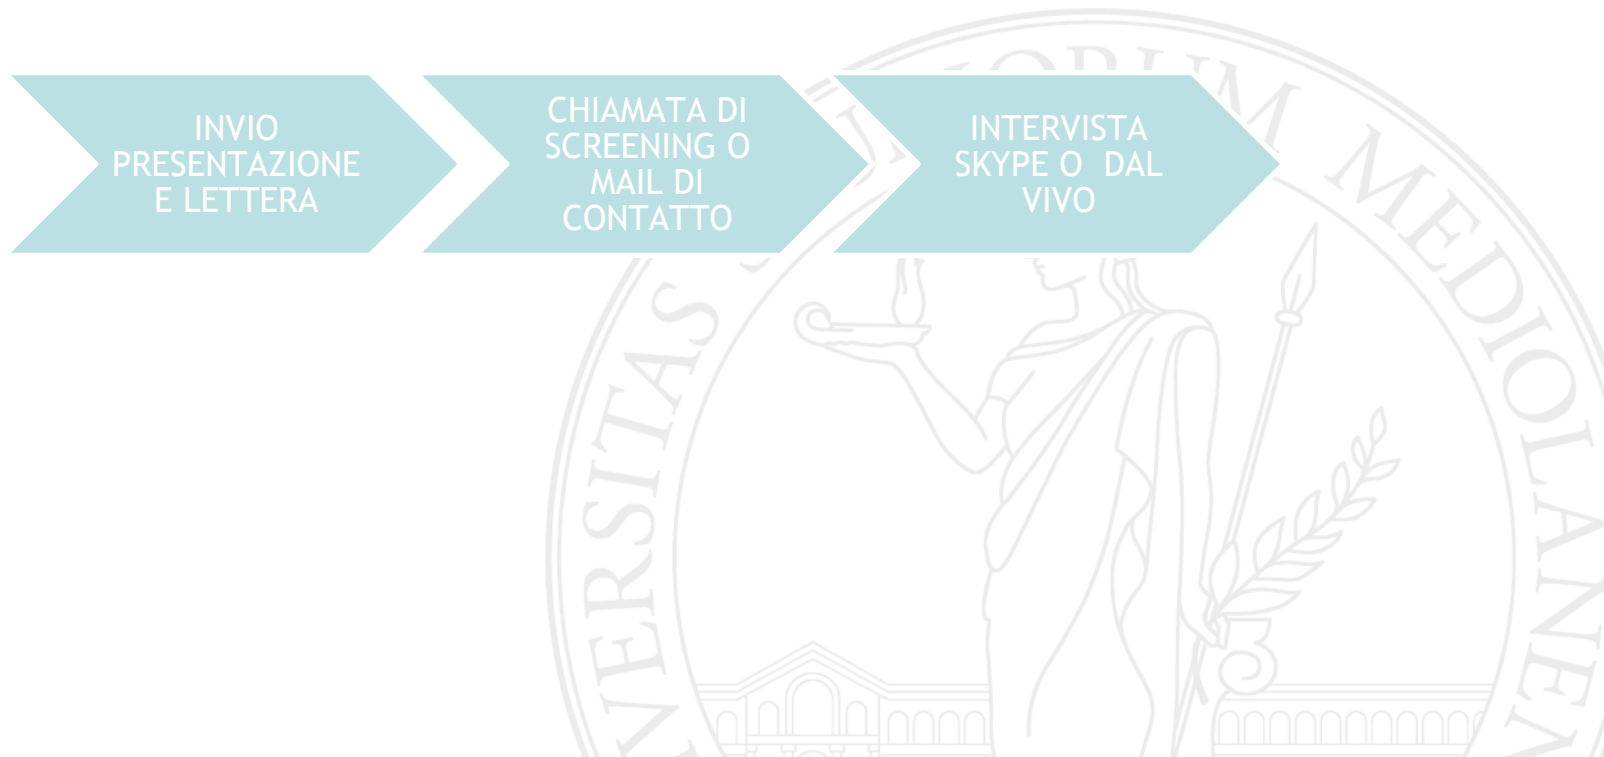 INVIO
PRESENTAZIONE
E LETTERA
CHIAMATA DI
SCREENING O
MAIL DI
CONTATTO
INTERVISTA
SKYPE O DAL
VIVO